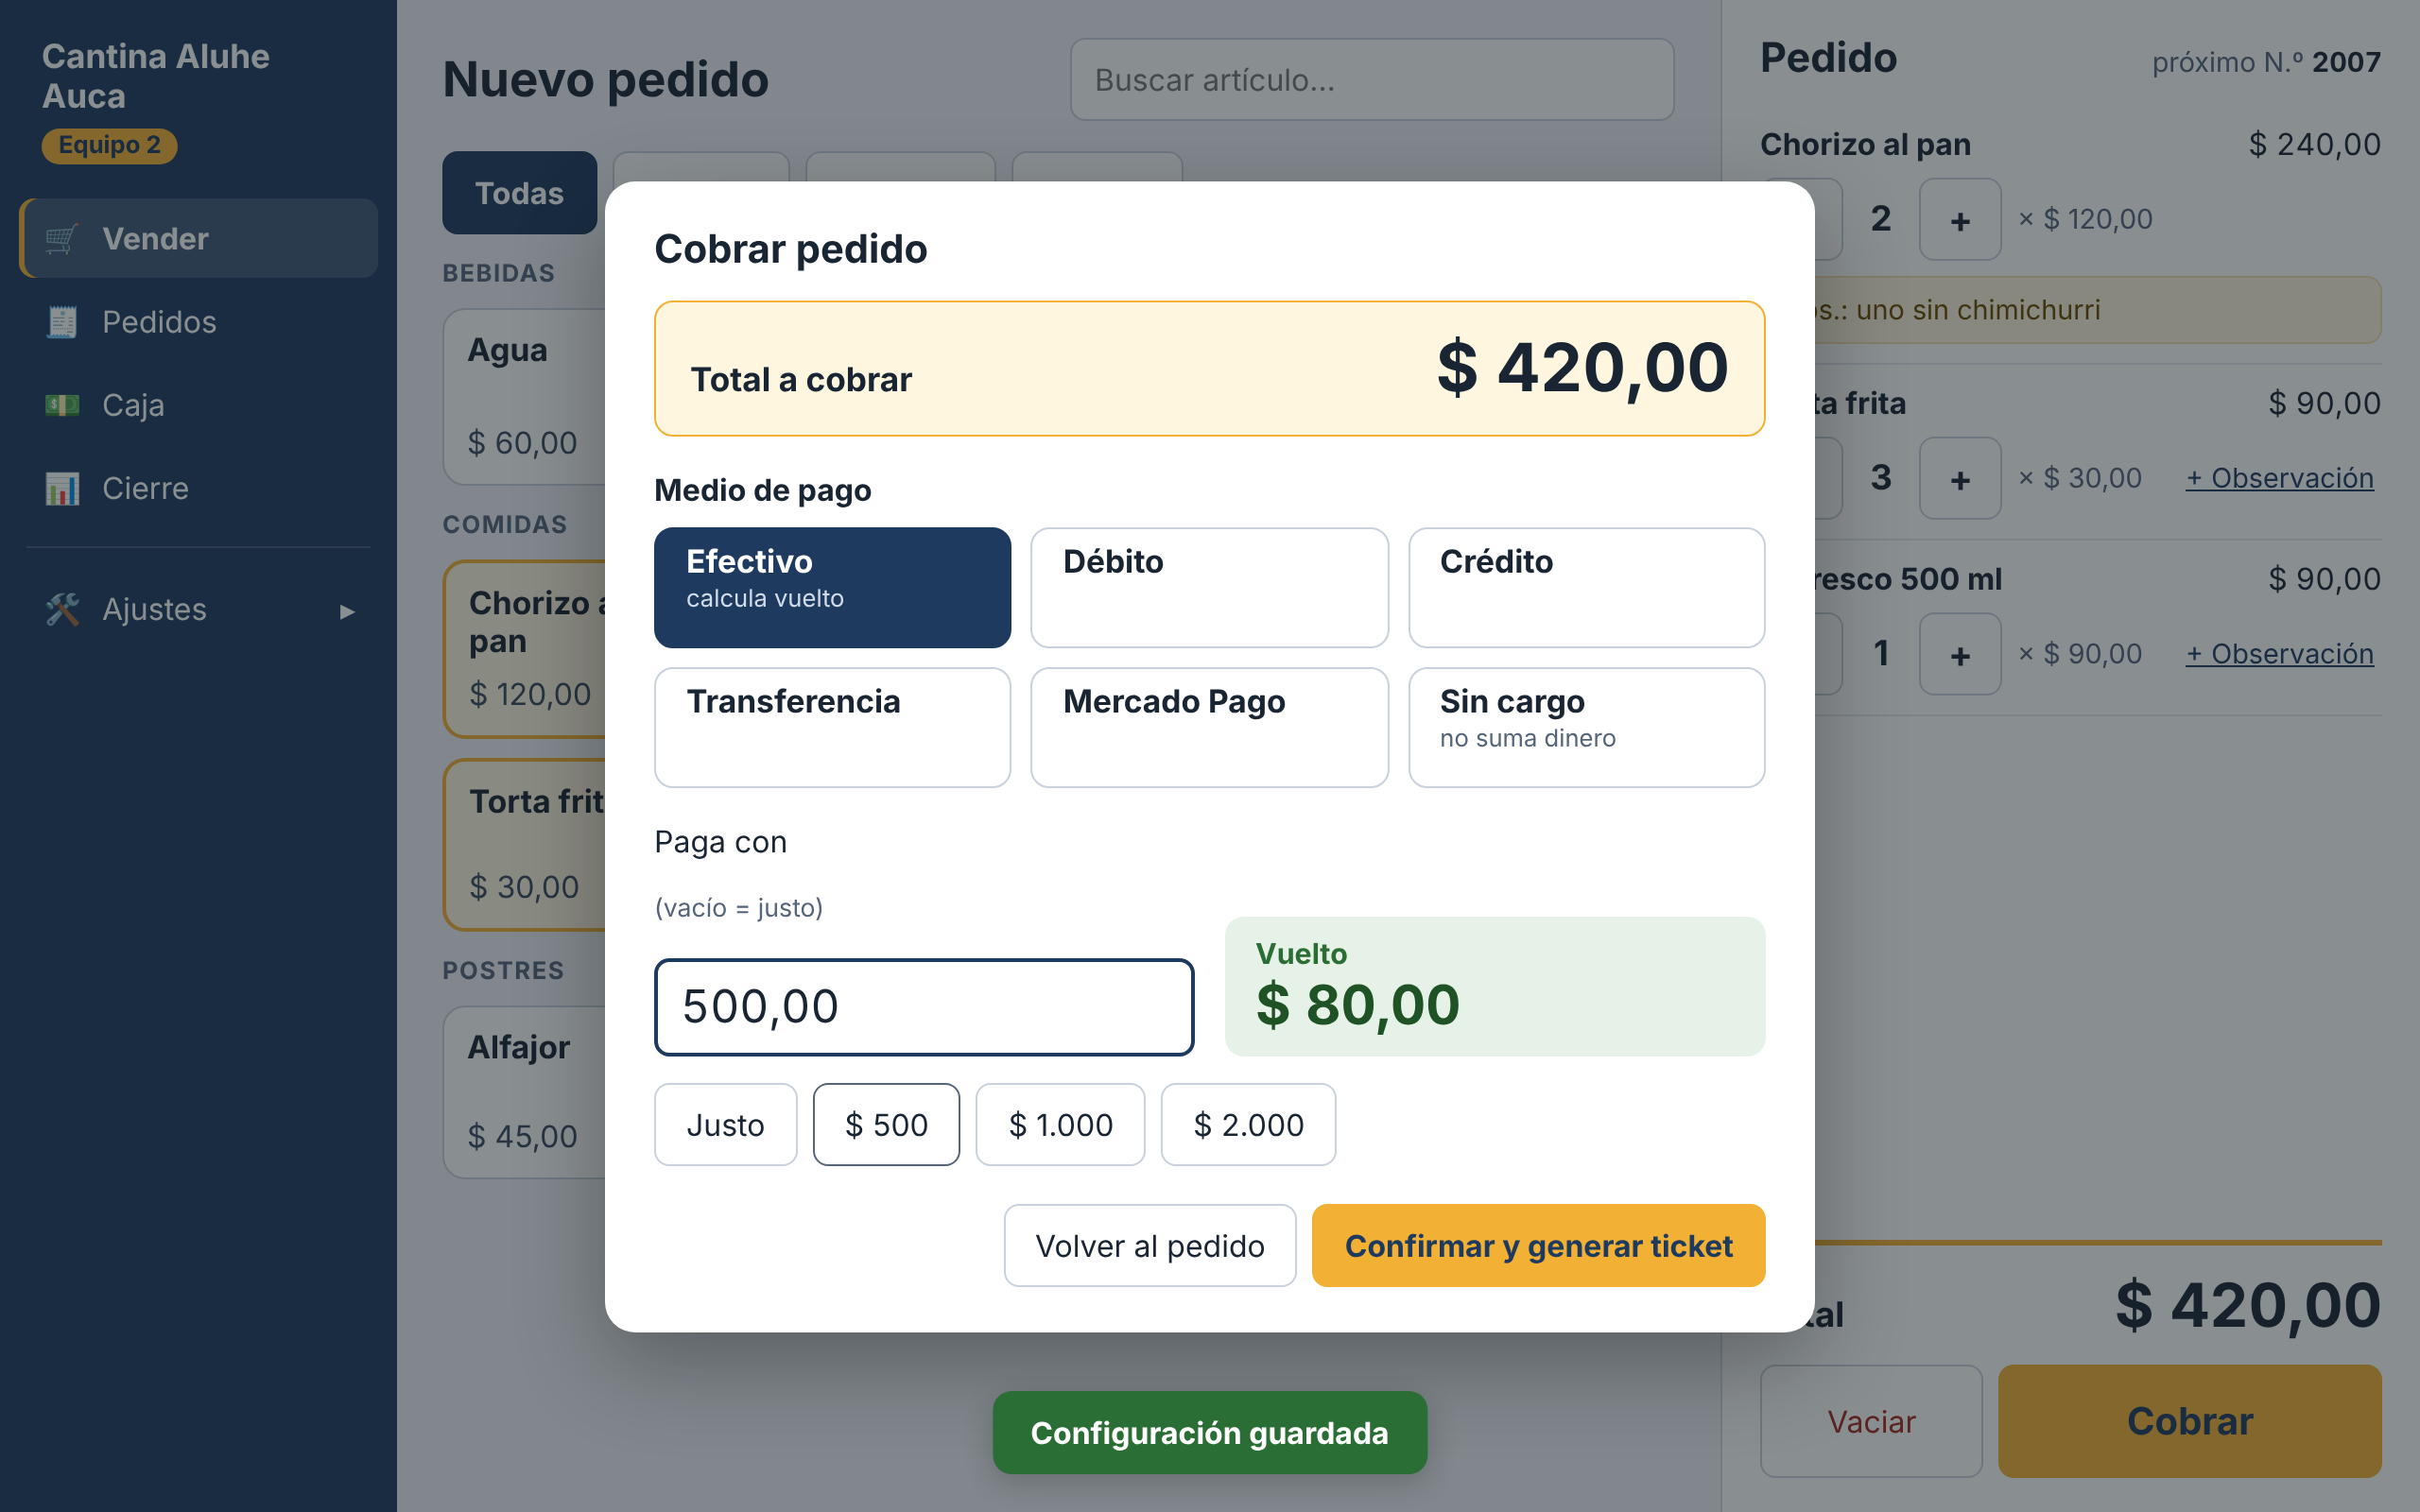 Cantina Aluhe
Auca
Equipo 2
Vender
Pedidos
Caja
Cierre
Ajustes
Nuevo pedido
Buscar artículo...
Todas
BEBIDAS
Agua
$ 60,00
COMIDAS
Chorizo
pan
$ 120,00
Torta
$ 30,00
POSTRES
Alfajor
$ 45,00
Cobrar pedido
Total a cobrar
$ 420,00
Medio de pago
Efectivo
calcula vuelto
Débito
Crédito
Transferencia
Mercado Pago
Sin cargo
no suma dinero
Paga con
(vacío = justo)
500,00
Vuelto
$ 80,00
Justo
$ 500
$ 1.000
$ 2.000
Volver al pedido
Confirmar y generar ticket
Configuración guardada
Pedido
próximo N.º 2007
Chorizo al pan
$ 240,00
2
+
× $ 120,00
uno sin chimichurri
frita
$ 90,00
3
+
× $ 30,00
+ Observación
500 ml
$ 90,00
1
+
× $ 90,00
+ Observación
$ 420,00
Vaciar
Cobrar